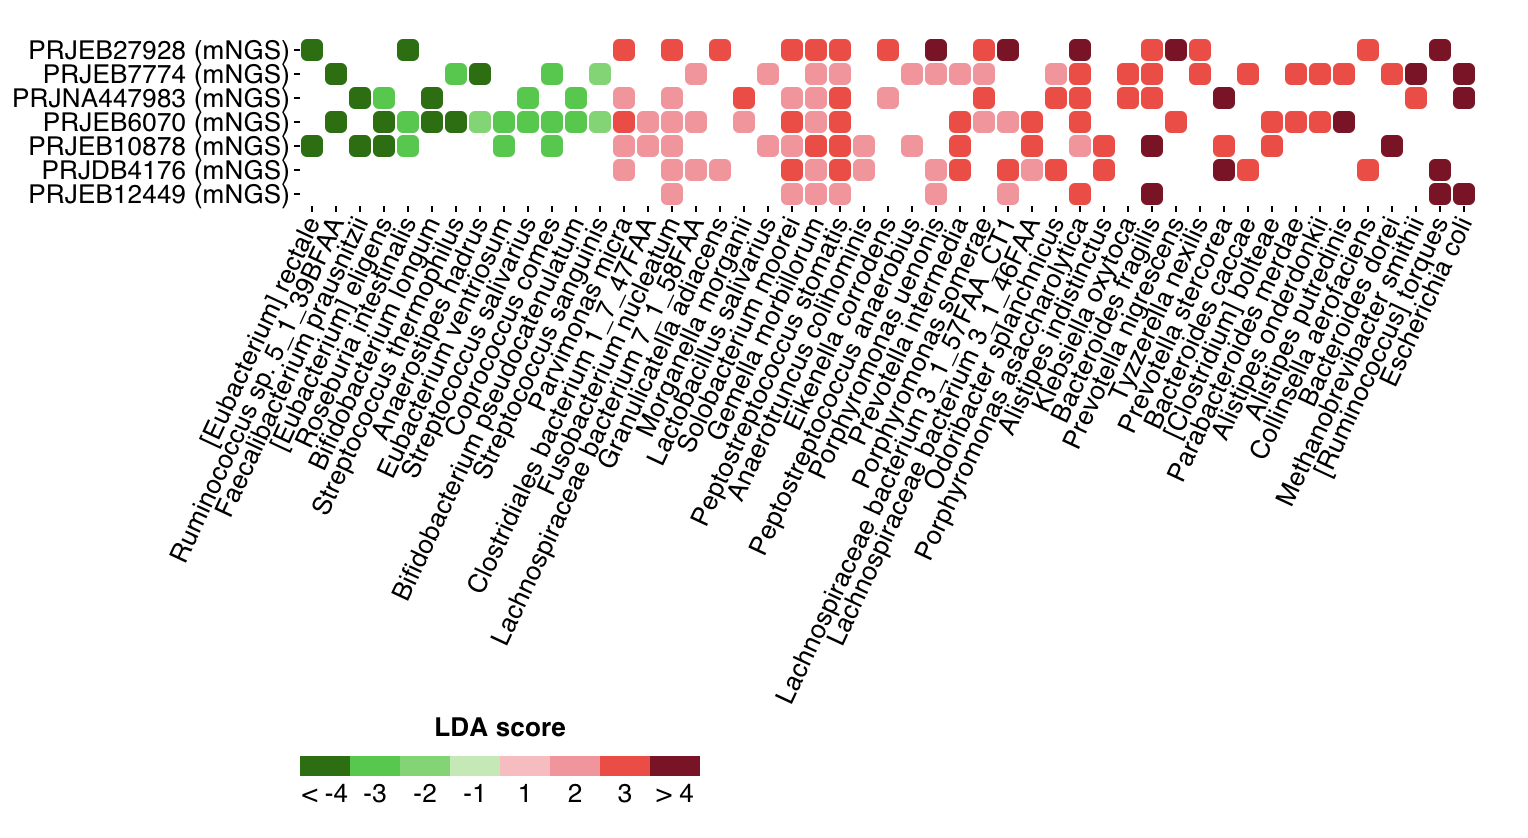 PRJEB27928 (mNGS)
PRJEB7774 (mNGS)
PRJNA447983 (mNGS)
PRJEB6070 (mNGS)
PRJEB10878 (mNGS)
PRJDB4176 (mNGS)
PRJEB12449 (mNGS)
[Eubacterium] rectale
Ruminococcus sp. 5_1_39BFAA
Faecalibacterium prausnitzii
[Eubacterium] eligens
Roseburia intestinalis
Bifidobacterium longum
Streptococcus thermophilus
Anaerostipes hadrus
Eubacterium ventriosum
Streptococcus salivarius
Coprococcus comes
Bifidobacterium pseudocatenulatum
Streptococcus sanguinis
Parvimonas micra
Clostridiales bacterium 1_7_47FAA
Fusobacterium nucleatum
Lachnospiraceae bacterium 7_1_58FAA
Granulicatella adiacens
Morganella morganii
Lactobacillus salivarius
Solobacterium moorei
Gemella morbillorum
Peptostreptococcus stomatis
Anaerotruncus colihominis
Eikenella corrodens
Peptostreptococcus anaerobius
Porphyromonas uenonis
Prevotella intermedia
Porphyromonas somerae
Lachnospiraceae bacterium 3_1_57FAA_CT1
Lachnospiraceae bacterium 3_1_46FAA
Odoribacter splanchnicus
Porphyromonas asaccharolytica
Alistipes indistinctus
Klebsiella oxytoca
Bacteroides fragilis
Prevotella nigrescens
Tyzzerella nexilis
Prevotella stercorea
Bacteroides caccae
[Clostridium] bolteae
Parabacteroides merdae
Alistipes onderdonkii
Alistipes putredinis
Collinsella aerofaciens
Bacteroides dorei
Methanobrevibacter smithii
[Ruminococcus] torques
Escherichia coli
LDA score
< -4 -3 -2 -1 1 2 3 > 4